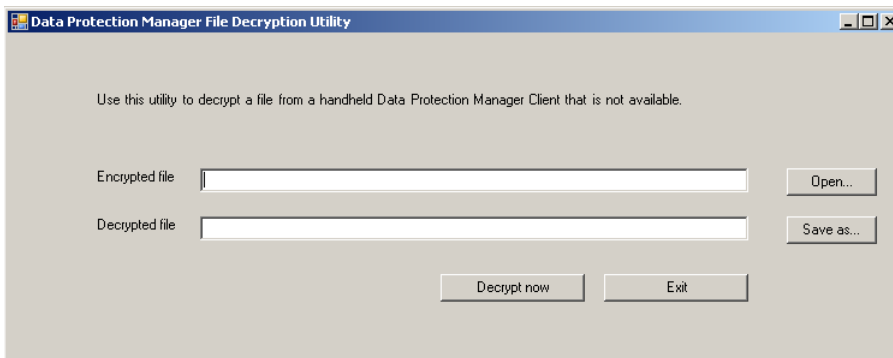 Data Protection Manager File Decryption Utility
Use this utility to decrypt a file from a handheld Data Protection Manager Client that is not available.
Encrypted file
Open...
Decrypted file
Save as...
Decrypt now
Exit